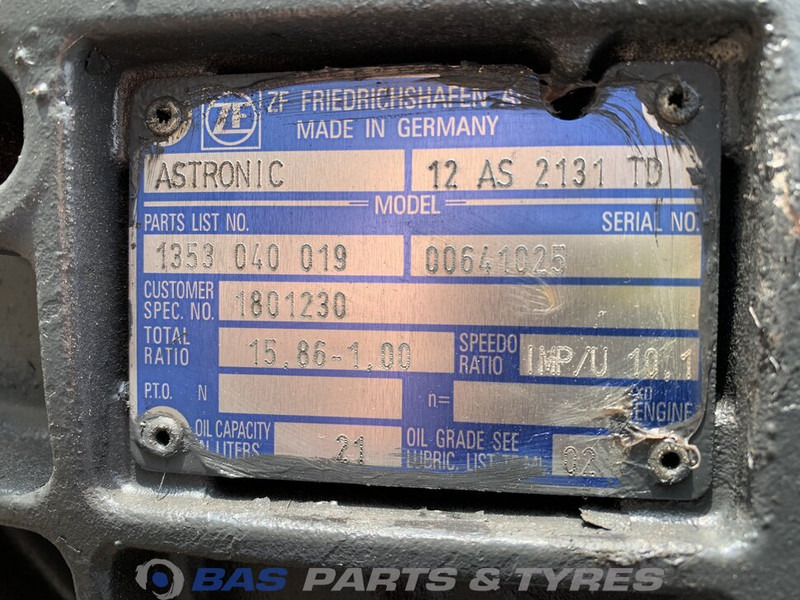 ZF ZF FRIEDRICHSHAFEN A
MADE IN GERMANY
ASTRONIC 12 AS 2131 TD
MODEL
PARTS LIST NO. SERIAL NO.
1353 040 019 00641025
CUSTOMER
SPEC. NO. 1801230
TOTAL
RATIO 15,86-1,00 SPEEDO
RATIO IMP/U 10.1
P.T.O. N n=
ENGINE
OIL CAPACITY
LITERS 21 OIL GRADE SEE
LUBRIC. LIST 02
BAS PARTS & TYRES